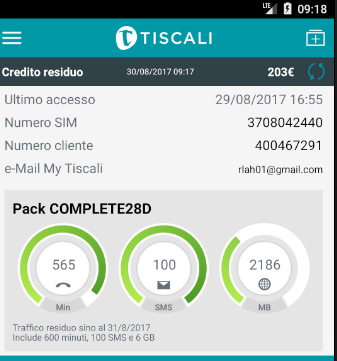 LTE 09:18
TISCALI
Credito residuo 30/08/2017 09:17 203€
Ultimo accesso 29/08/2017 16:55
Numero SIM 3708042440
Numero cliente 400467291
e-Mail My Tiscali rlah01@gmail.com
Pack COMPLETE28D
565 100 2186
Min SMS MB
Traffico residuo sino al 31/8/2017
Include 600 minuti, 100 SMS e 6 GB